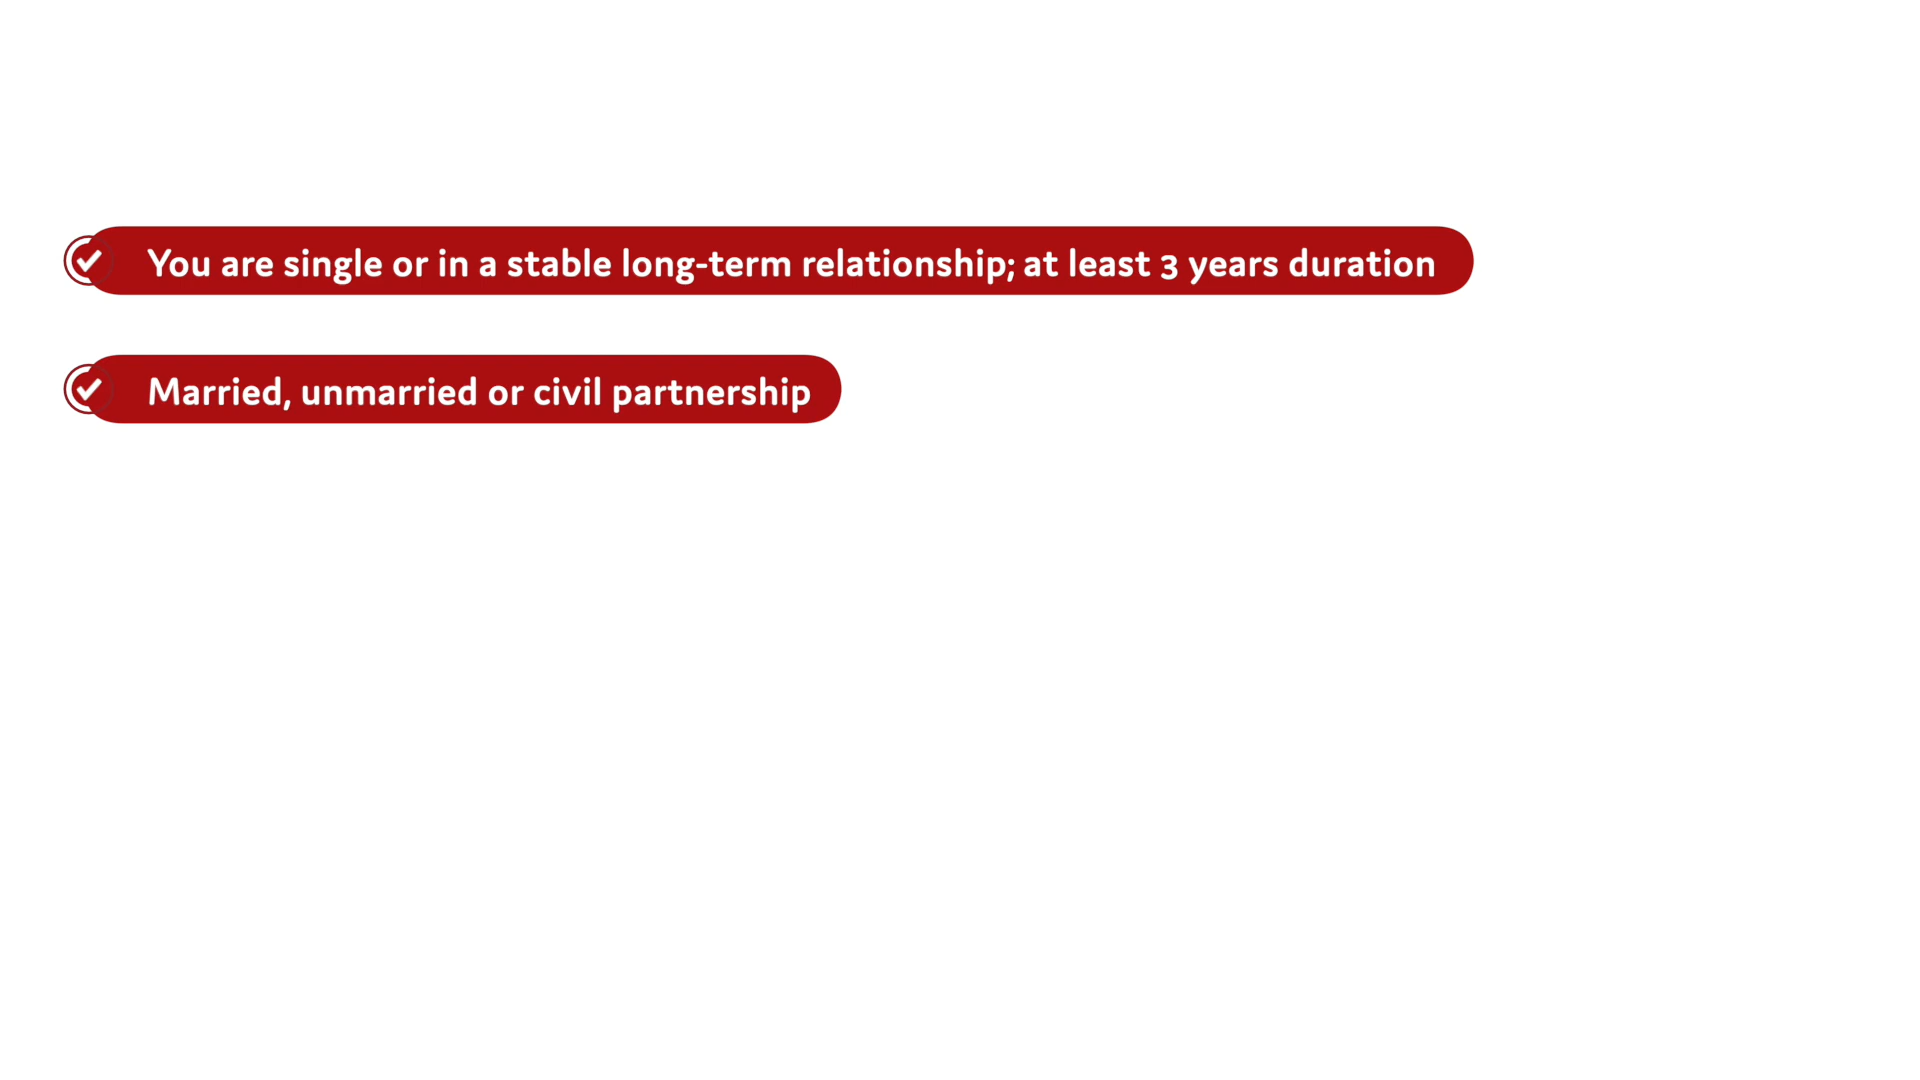 You are single or in a stable long-term relationship; at least 3 years duration
Married, unmarried or civil partnership